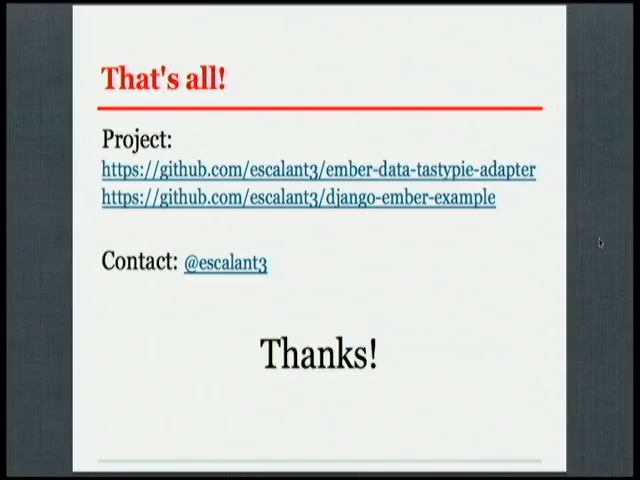 That's all!
Project:
https://github.com/escalant3/ember-data-tastypie-adapter
https://github.com/escalant3/django-ember-example
Contact: @escalant3
Thanks!